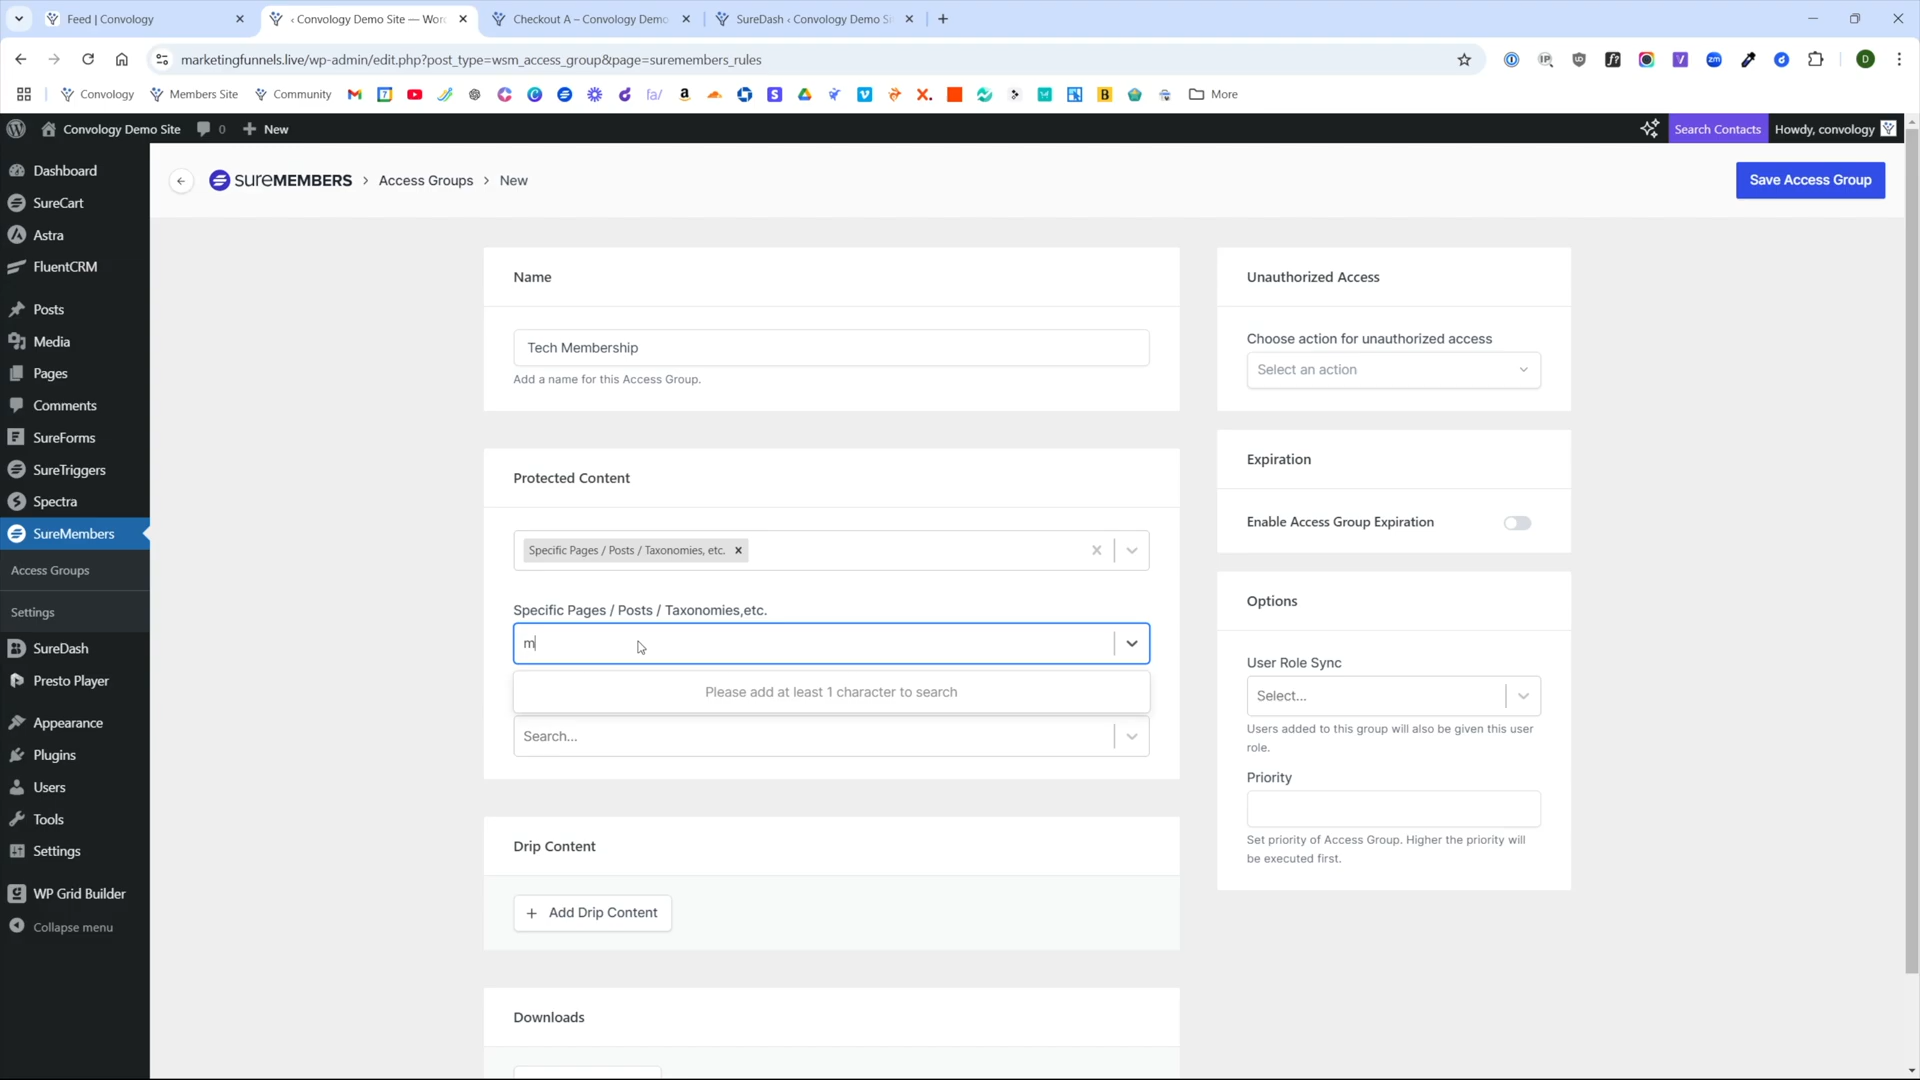 Feed | Convology
‹ Convology Demo Site — Wor
Checkout A – Convology Demo
SureDash ‹ Convology Demo Si
marketingfunnels.live/wp-admin/edit.php?post_type=wsm_access_group&page=suremembers_rules
Convology
Members Site
Community
More
Convology Demo Site
0
New
Search Contacts
Howdy, convology
Dashboard
SureCart
Astra
FluentCRM
Posts
Media
Pages
Comments
SureForms
SureTriggers
Spectra
SureMembers
Access Groups
Settings
SureDash
Presto Player
Appearance
Plugins
Users
Tools
Settings
WP Grid Builder
Collapse menu
SUREMEMBERS > Access Groups > New
Save Access Group
Name
Tech Membership
Add a name for this Access Group.
Protected Content
Specific Pages / Posts / Taxonomies, etc.
Specific Pages / Posts / Taxonomies,etc.
m
Please add at least 1 character to search
Search...
Drip Content
+ Add Drip Content
Downloads
Unauthorized Access
Choose action for unauthorized access
Select an action
Expiration
Enable Access Group Expiration
Options
User Role Sync
Select...
Users added to this group will also be given this user
role.
Priority
Set priority of Access Group. Higher the priority will
be executed first.